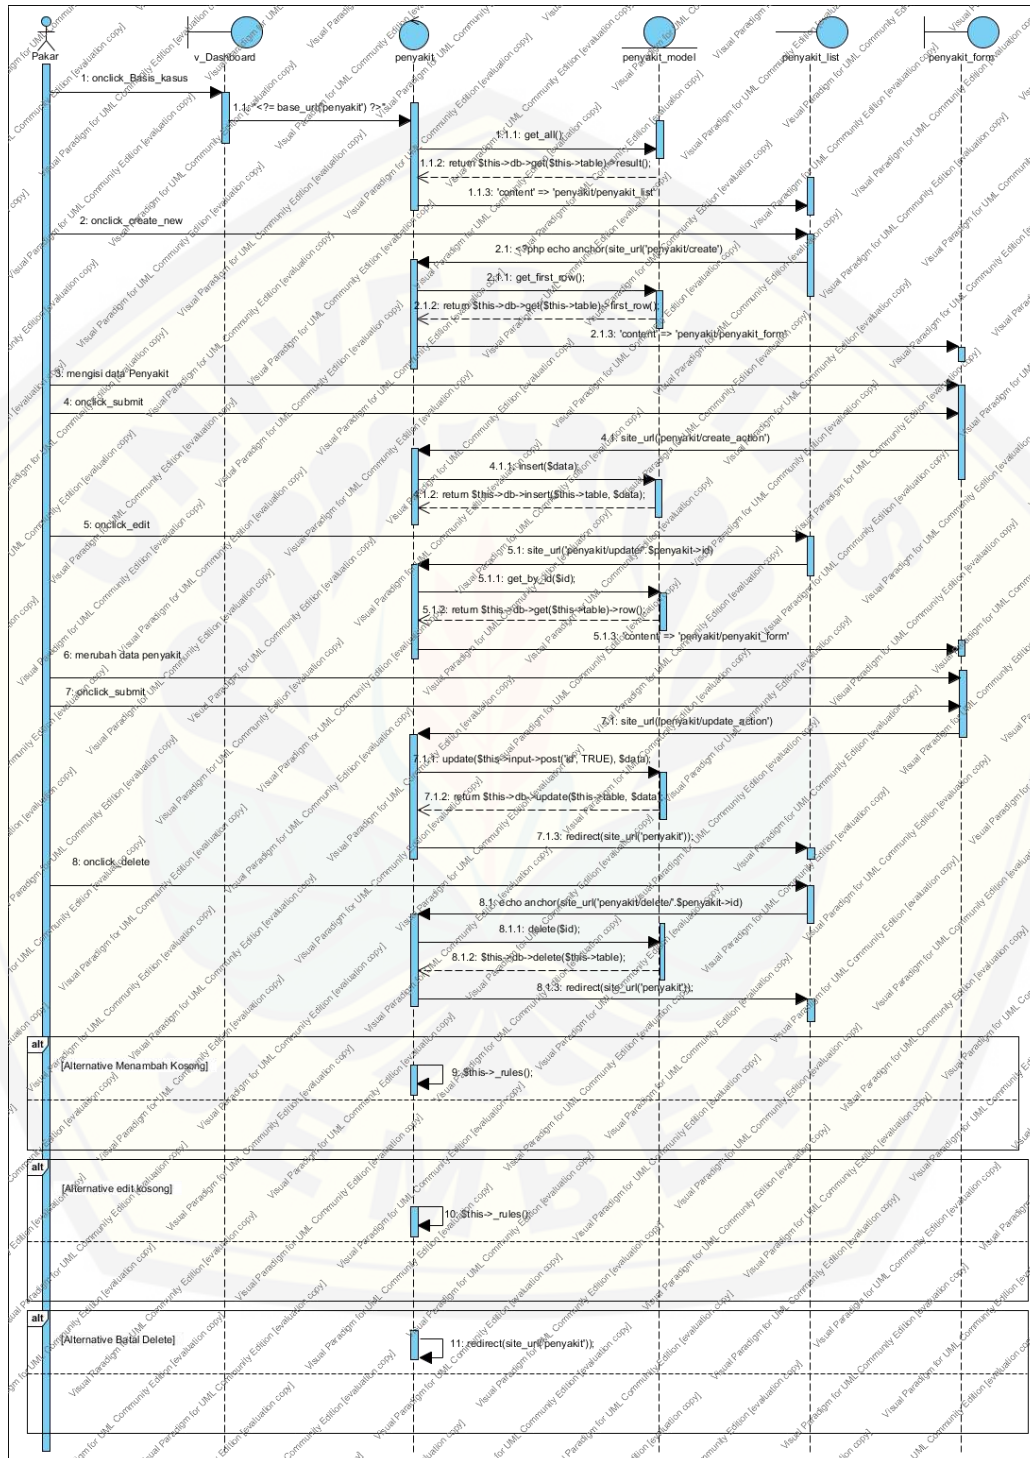 Pakar
v_Dashboard
penyakit
penyakit_model
penyakit_list
penyakit_form
1: onclick_Basis_kasus
1.1: "<?= base_url('penyakit') ?>"
1.1.1: get_all();
1.1.2: return $this->db->get($this->table)->result();
1.1.3: 'content' => 'penyakit/penyakit_list'
2: onclick_create_new
2.1: <?php echo anchor(site_url('penyakit/create')
2.1.1: get_first_row();
2.1.2: return $this->db->get($this->table)->first_row();
2.1.3: 'content' => 'penyakit/penyakit_form'
3: mengisi data Penyakit
4: onclick_submit
4.1: site_url('penyakit/create_action')
4.1.1: insert($data)
4.1.2: return $this->db->insert($this->table, $data);
5: onclick_edit
5.1: site_url('penyakit/update/'.$penyakit->id)
5.1.1: get_by_id($id);
5.1.2: return $this->db->get($this->table)->row();
5.1.3: 'content' => 'penyakit/penyakit_form'
6: merubah data penyakit
7: onclick_submit
7.1: site_url('penyakit/update_action')
7.1.1: update($this->input->post('id', TRUE), $data);
7.1.2: return $this->db->update($this->table, $data)
7.1.3: redirect(site_url('penyakit'));
8: onclick_delete
8.1: echo anchor(site_url('penyakit/delete/'.$penyakit->id)
8.1.1: delete($id);
8.1.2: $this->db->delete($this->table);
8.1.3: redirect(site_url('penyakit'));
alt
[Alternative Menambah Kosong]
9: $this->_rules();
alt
[Alternative edit kosong]
10: $this->_rules();
alt
[Alternative Batal Delete]
11: redirect(site_url('penyakit'));
Visual Paradigm for UML Community Edition [evaluation copy]
UNIVERSITAS
JEMBER